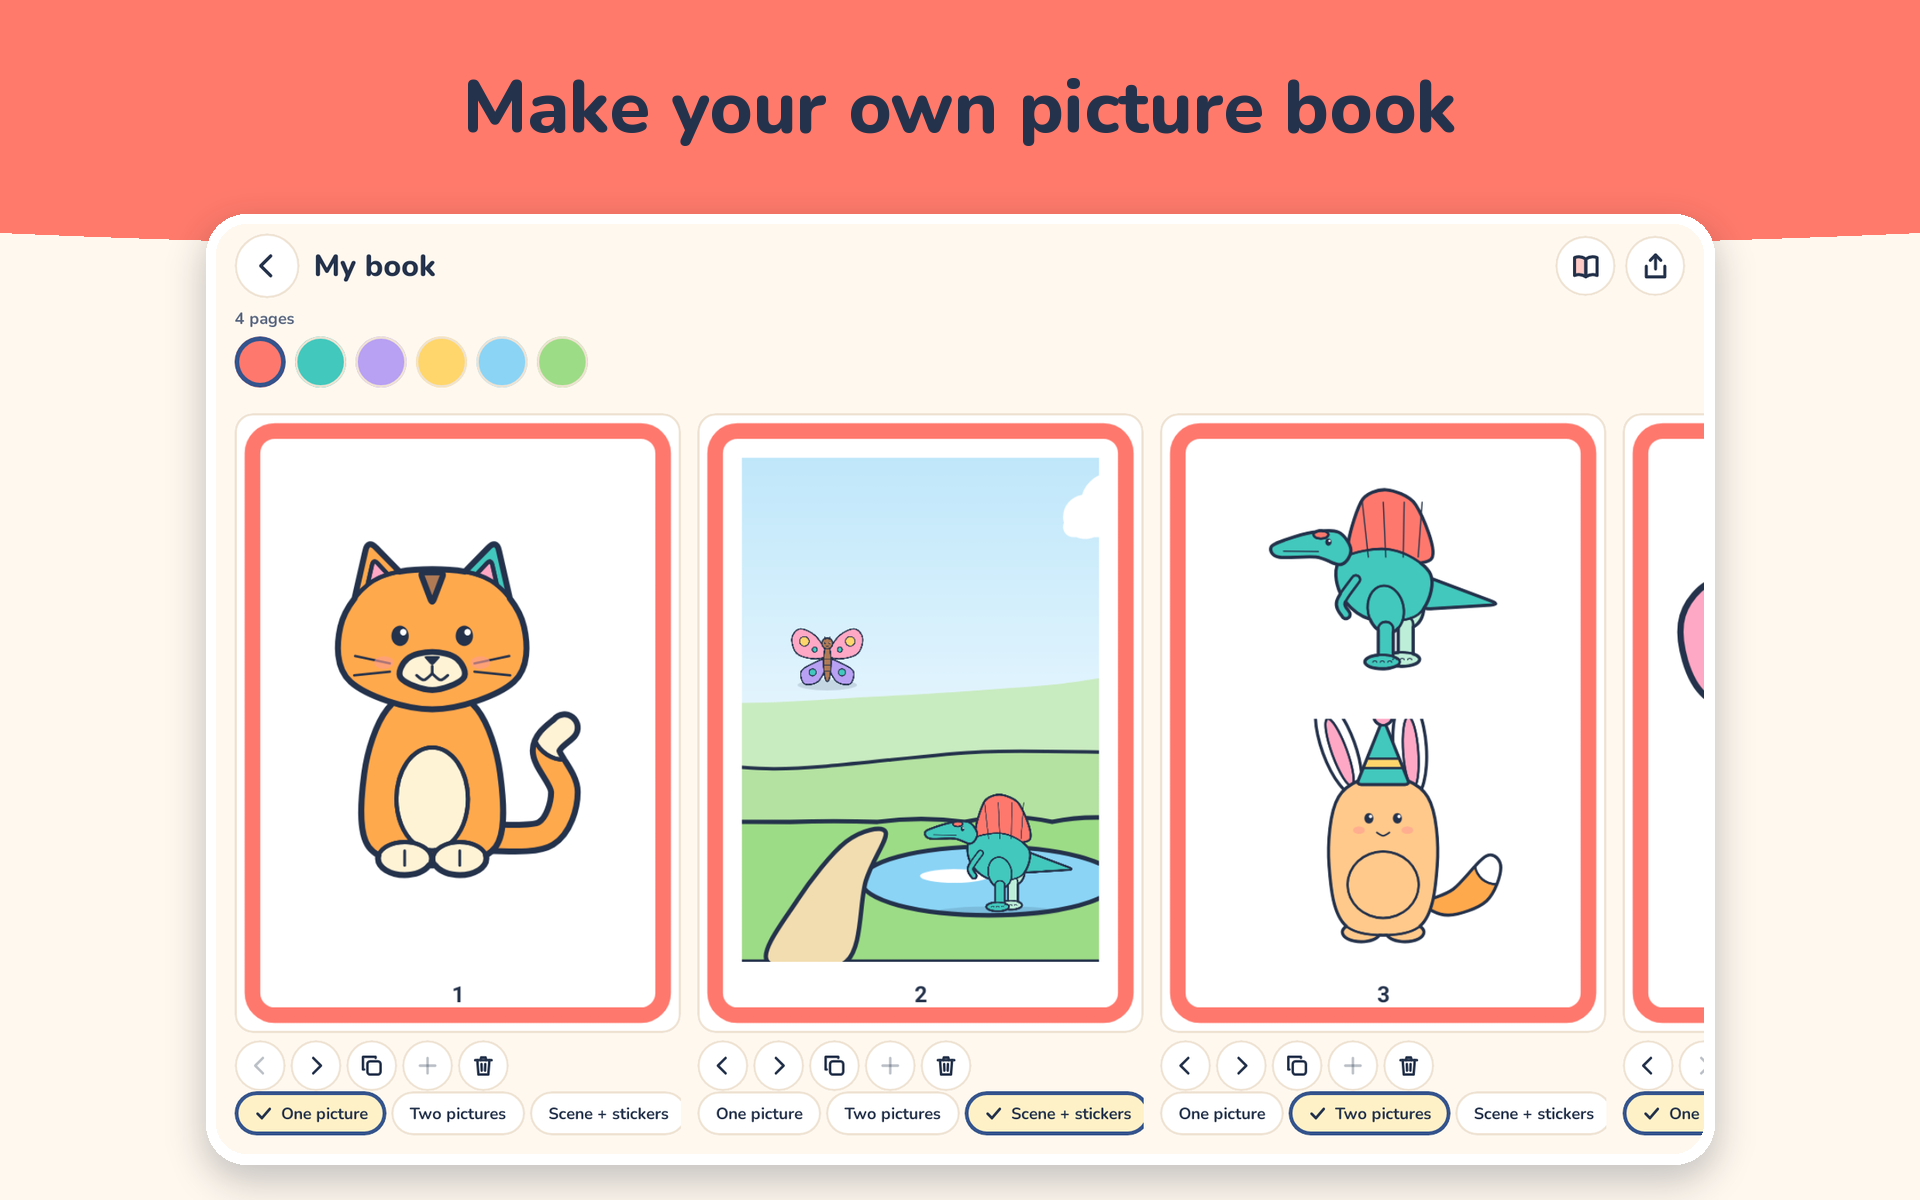 Make your own picture book
My book
4 pages
1
2
3
One picture
Two pictures
Scene + stickers
One picture
Two pictures
Scene + stickers
One picture
Two pictures
Scene + stickers
One